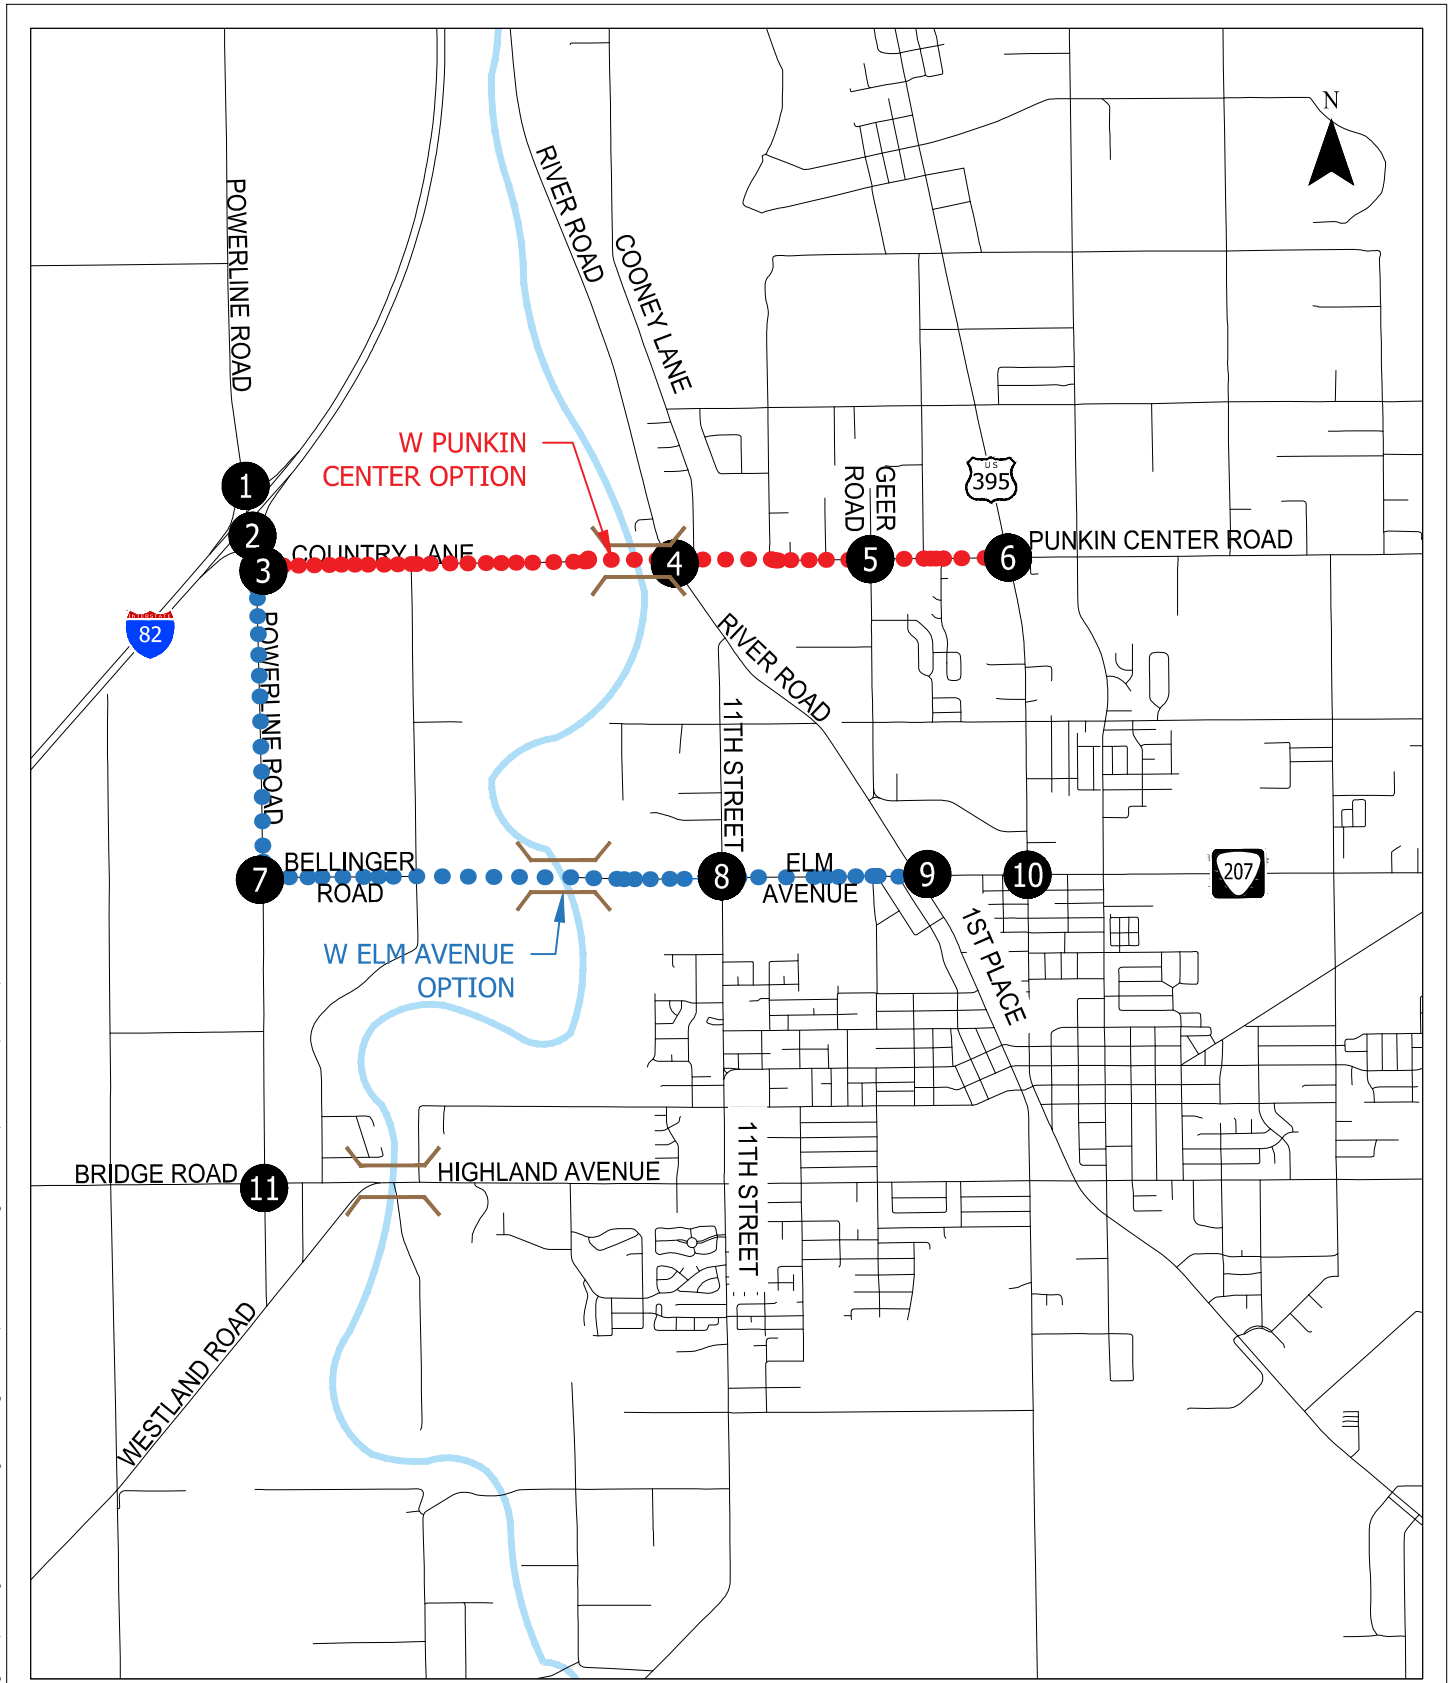 N
POWERLINE ROAD
RIVER ROAD
COONEY LANE
W PUNKIN
CENTER OPTION
GEER
ROAD
US
395
1
2
3
COUNTRY LANE
4
5
6
PUNKIN CENTER ROAD
INTERSTATE
82
POWERLINE ROAD
RIVER ROAD
11TH STREET
7
BELLINGER
ROAD
8
ELM
AVENUE
9
10
207
W ELM AVENUE
OPTION
1ST PLACE
BRIDGE ROAD
11
HIGHLAND AVENUE
11TH STREET
WESTLAND ROAD